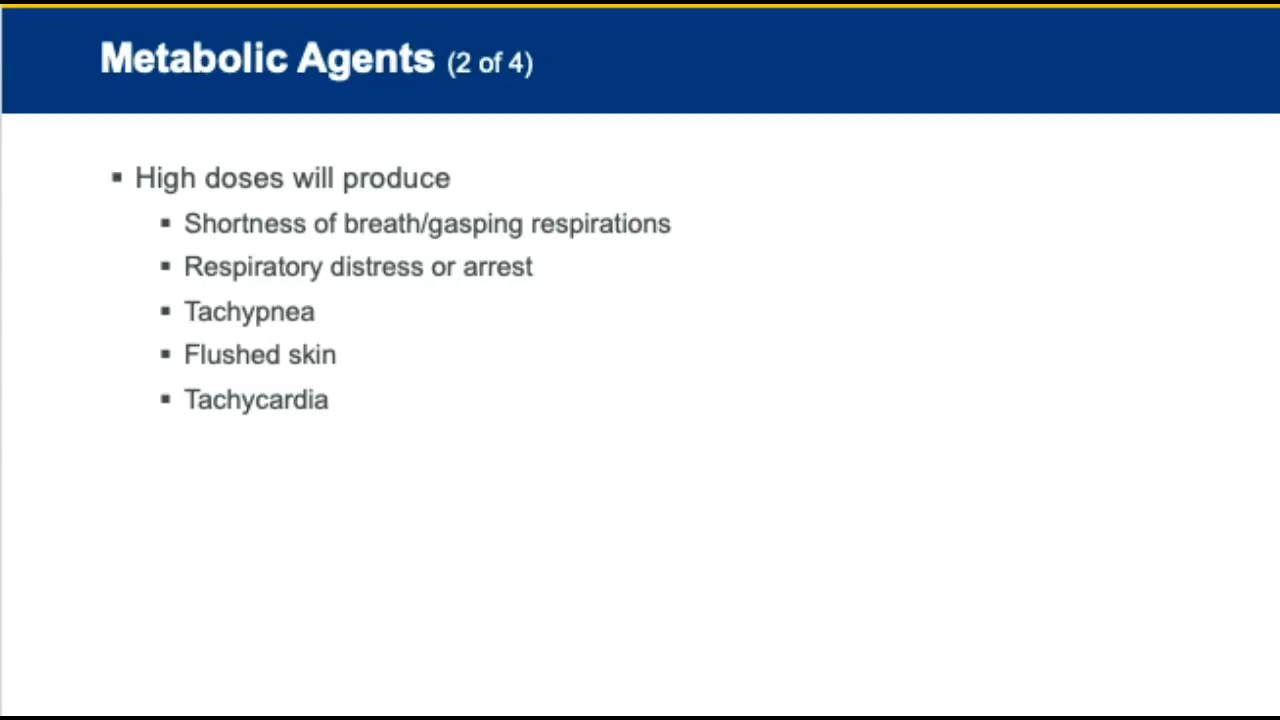 Metabolic Agents (2 of 4)
▪ High doses will produce
▪ Shortness of breath/gasping respirations
▪ Respiratory distress or arrest
▪ Tachypnea
▪ Flushed skin
▪ Tachycardia